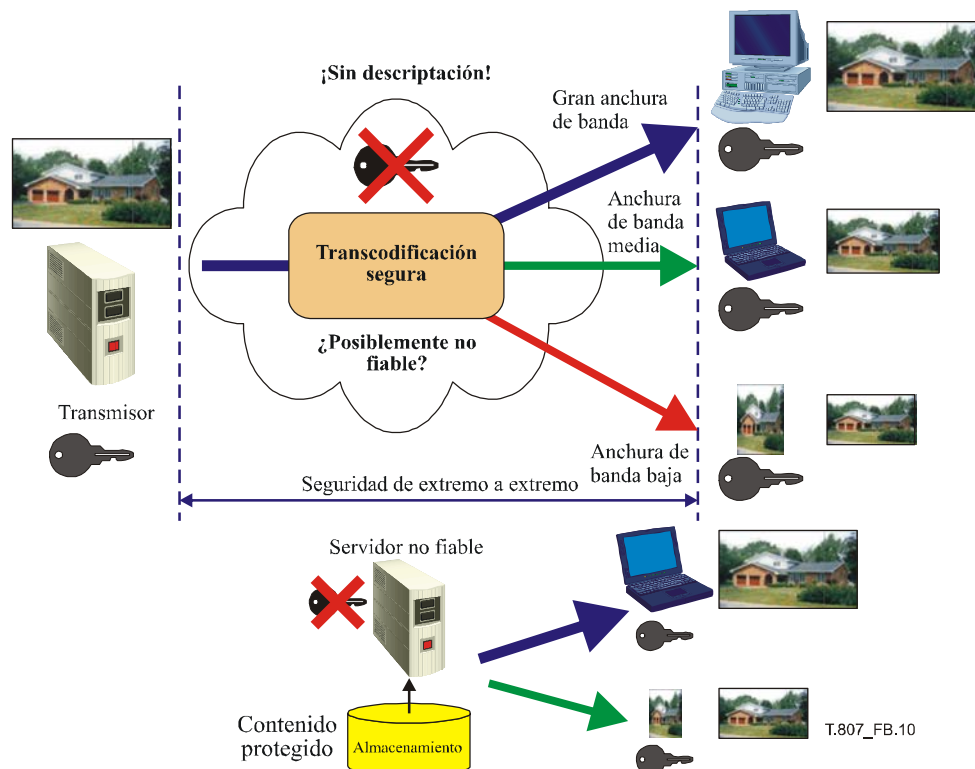 ¡Sin descriptación!
Gran anchura
de banda
Anchura
de banda
media
Transcodificación
segura
¿Posiblemente no
fiable?
Transmisor
Anchura de
banda baja
Seguridad de extremo a extremo
Servidor no fiable
Contenido
protegido
Almacenamiento
T.807_FB.10